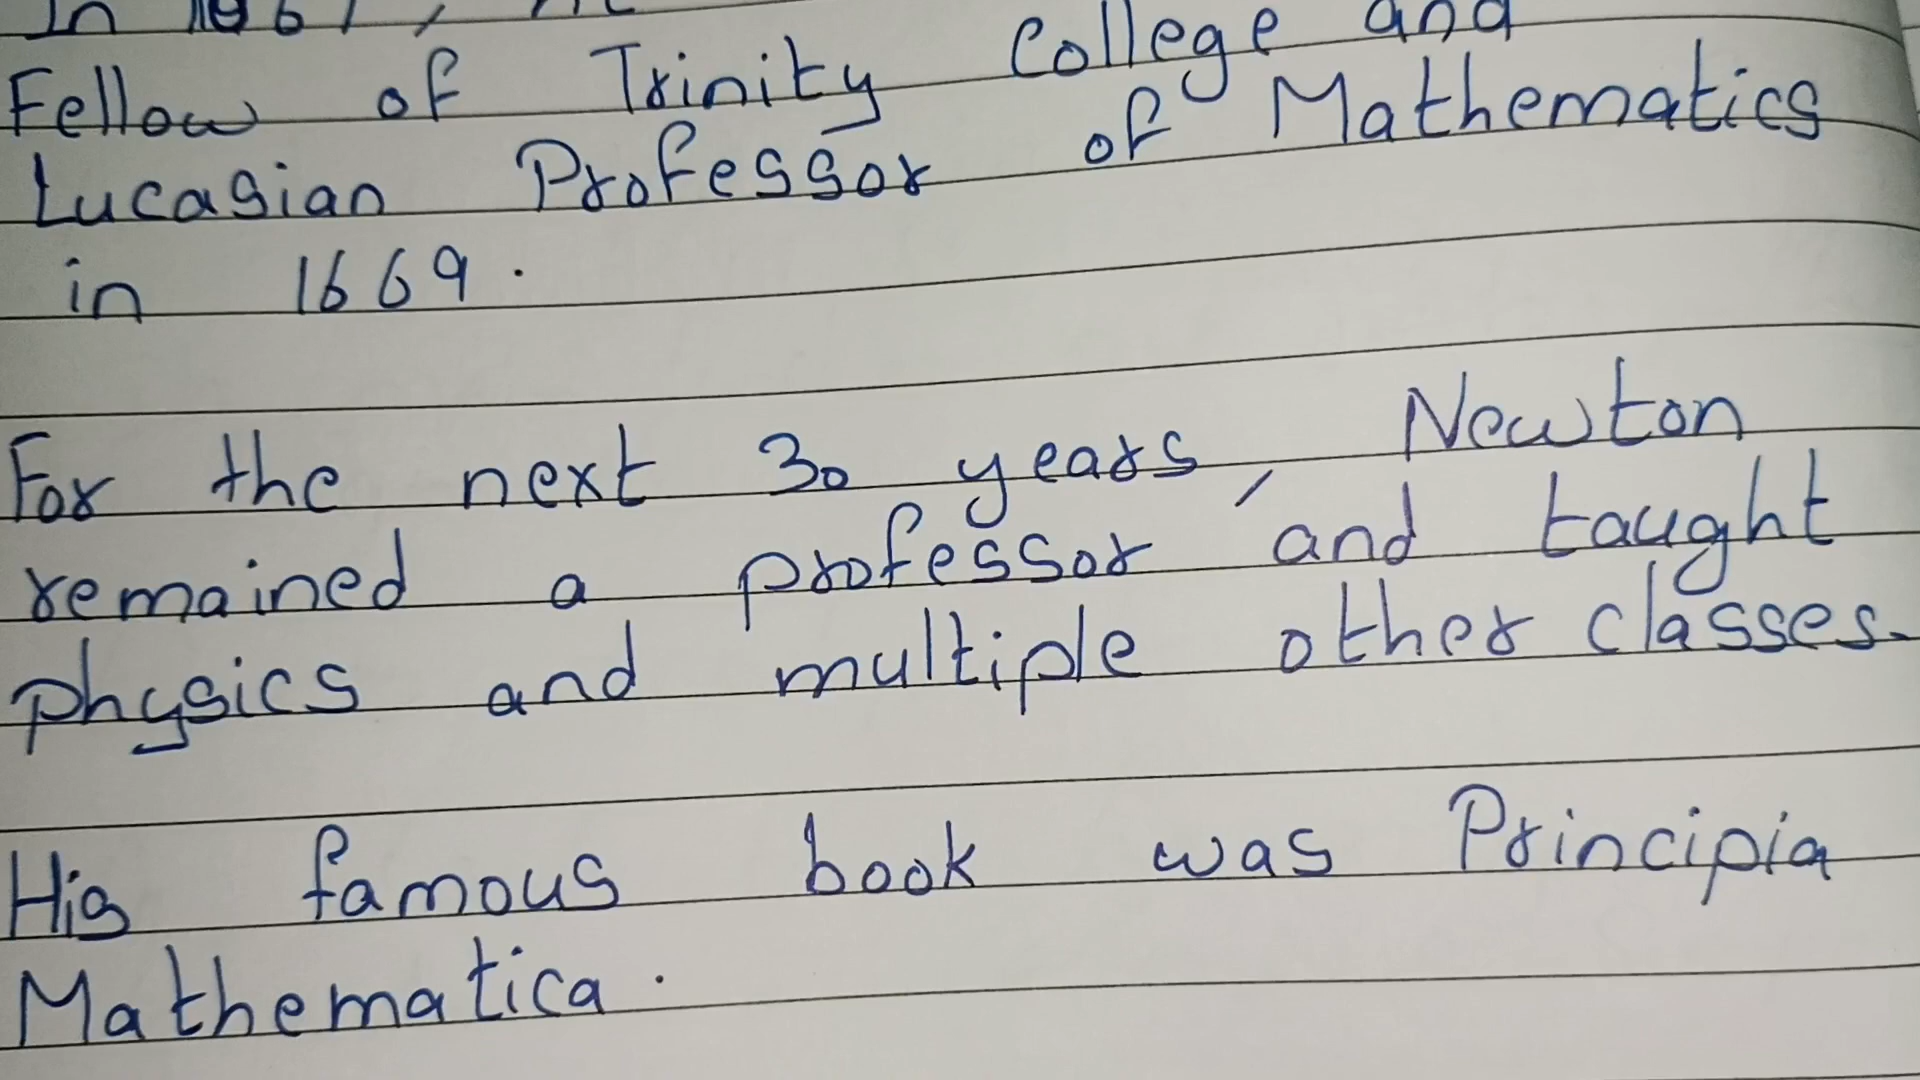 In
Fellow of Trinity College and
Lucasian Professor of Mathematics
in 1669.
For the next 30 years, Newton
remained a professor and taught
physics and multiple other classes.
His famous book was Principia
Mathematica.